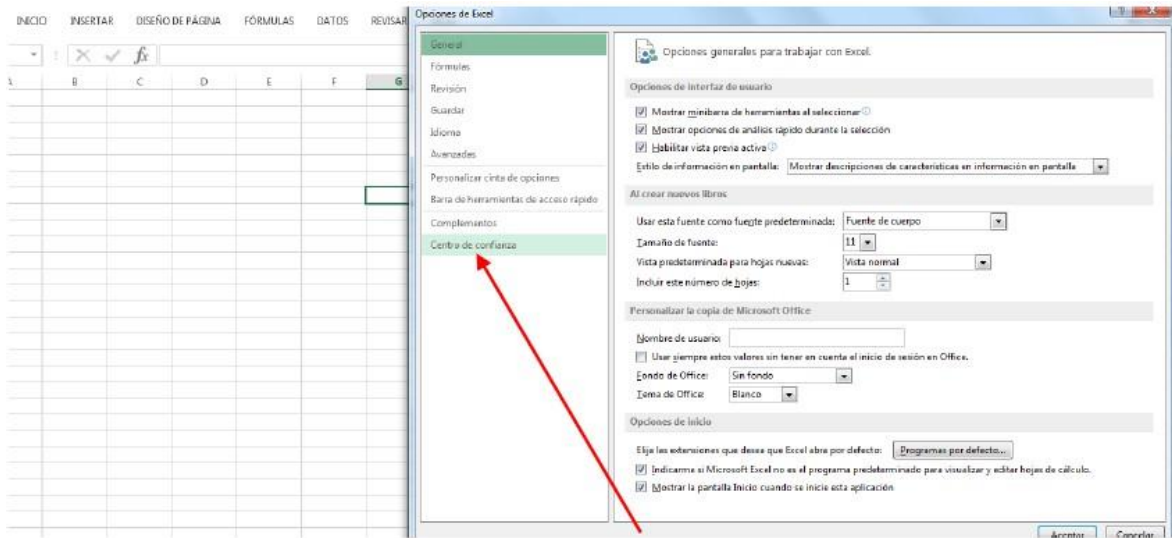 INICIO INSERTAR DISEÑO DE PÁGINA FÓRMULAS DATOS REVISAR
fx
B C D E F G
Opciones de Excel
General
Fórmulas
Revisión
Guardar
Idioma
Avanzadas
Personalizar cinta de opciones
Barra de herramientas de acceso rápido
Complementos
Centro de confianza
Opciones generales para trabajar con Excel.
Opciones de interfaz de usuario
Mostrar minibarra de herramientas al seleccionar
Mostrar opciones de análisis rápido durante la selección
Habilitar vista previa activa
Estilo de información en pantalla: Mostrar descripciones de características en información en pantalla
Al crear nuevos libros
Usar esta fuente como fuente predeterminada: Fuente de cuerpo
Tamaño de fuente: 11
Vista predeterminada para hojas nuevas: Vista normal
Incluir este número de hojas: 1
Personalizar la copia de Microsoft Office
Nombre de usuario:
Usar siempre estos valores sin tener en cuenta el inicio de sesión en Office.
Fondo de Office: Sin fondo
Tema de Office: Blanco
Opciones de inicio
Elija las extensiones que desea que Excel abra por defecto: Programas por defecto...
Indicarme si Microsoft Excel no es el programa predeterminado para visualizar y editar hojas de cálculo.
Mostrar la pantalla Inicio cuando se inicie esta aplicación
Aceptar Cancelar